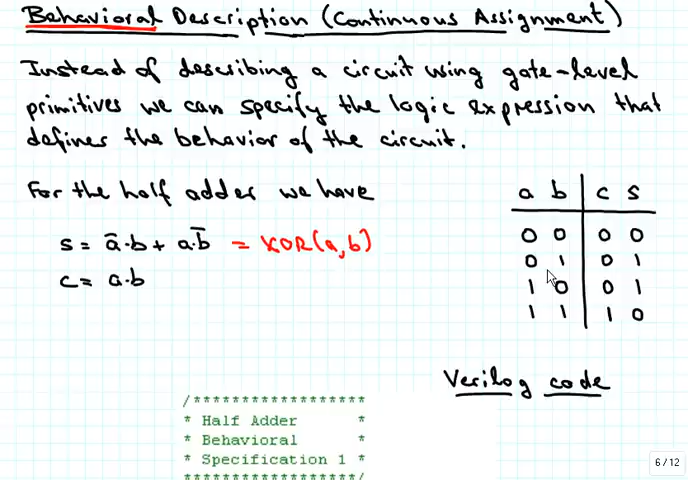 Behavioral Description (Continuous Assignment)
Instead of describing a circuit using gate-level
primitives we can specify the logic expression that
defines the behavior of the circuit.
For the half adder we have
s = a̅·b + a·b̅ = XOR(a,b)
c = a·b
a b c s
0 0 0 0
0 1 0 1
1 0 0 1
1 1 1 0
Verilog code
/******************
* Half Adder *
* Behavioral *
* Specification 1 *
******************/
6/12